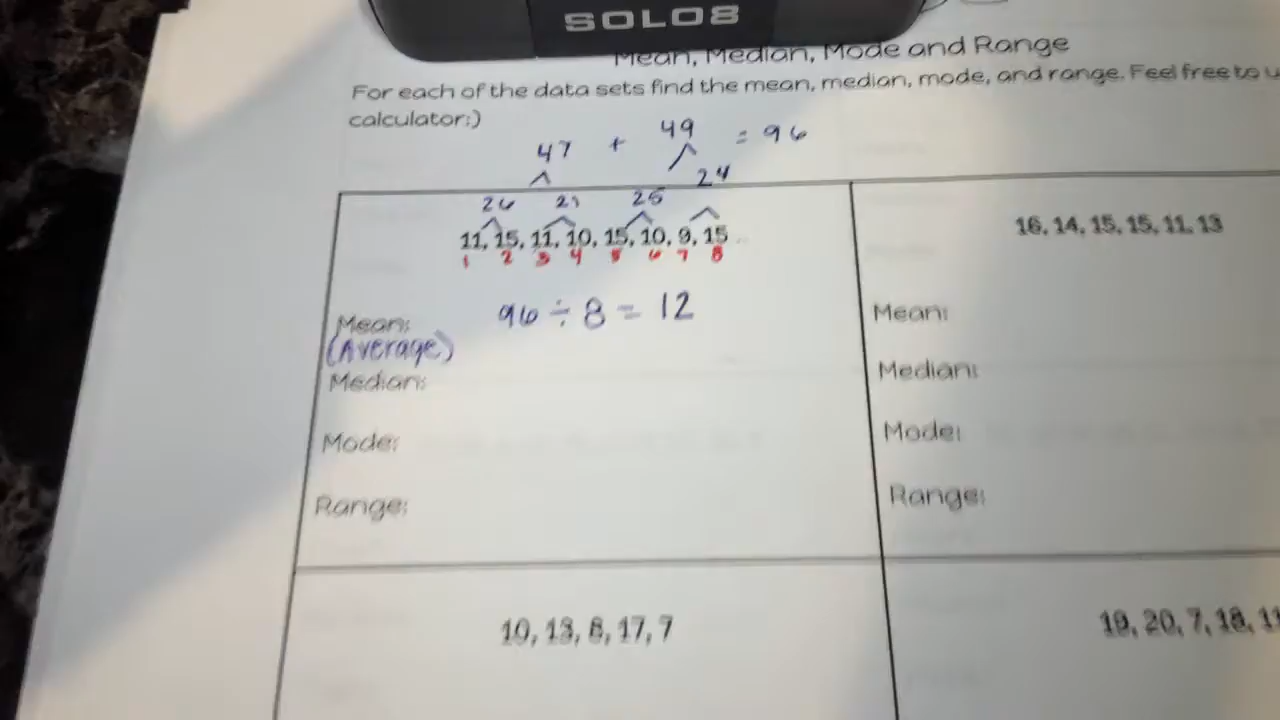 SOLO8
Mean, Median, Mode and Range
For each of the data sets find the mean, median, mode, and range. Feel free to
calculator:)
47 + 49 = 96
24
26 21 25
11, 15, 11, 10, 15, 10, 9, 15
1 2 3 4 5 6 7 8
Mean: 96 ÷ 8 = 12
(Average)
Median:
Mode:
Range:
16, 14, 15, 15, 11, 13
Mean:
Median:
Mode:
Range:
10, 13, 8, 17, 7
19, 20, 7, 18, 11